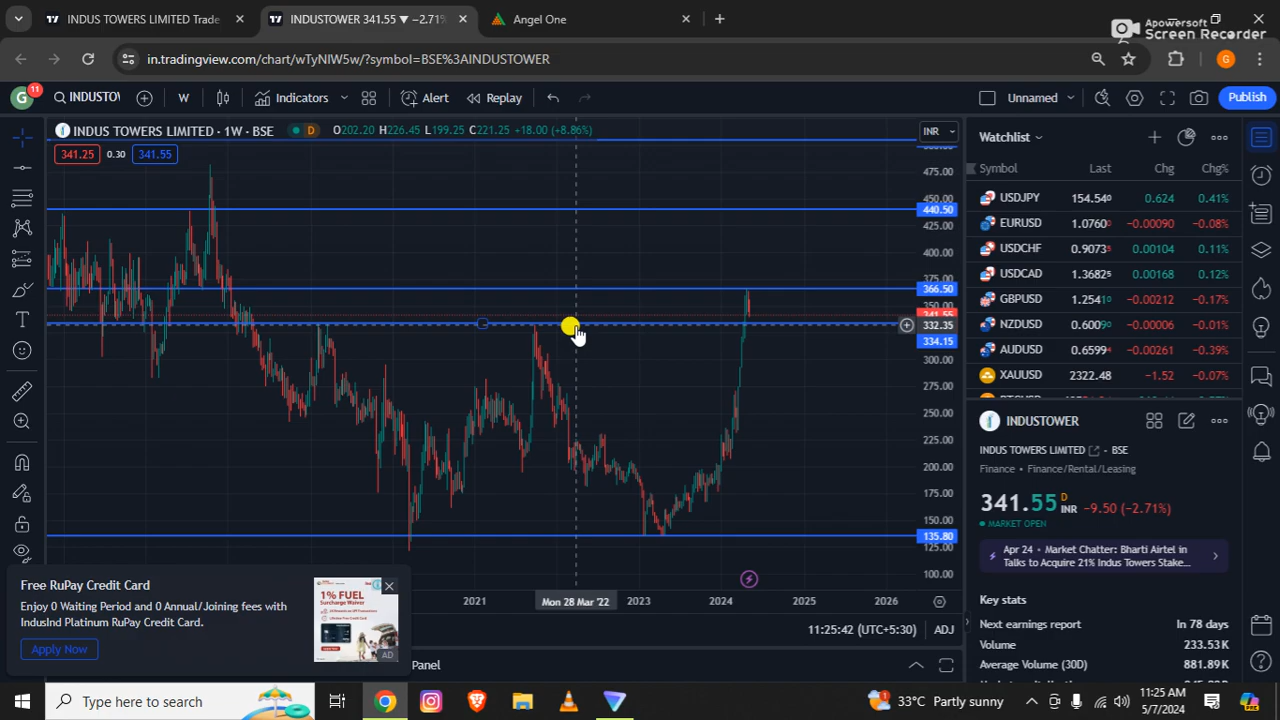 INDUS TOWERS LIMITED Trade
INDUSTOWER 341.55 ▼ −2.71%
Angel One
Apowersoft
Screen Recorder
in.tradingview.com/chart/wTyNIW5w/?symbol=BSE%3AINDUSTOWER
G
G
11
INDUSTO
W
Indicators
Alert
Replay
Unnamed
Publish
INDUS TOWERS LIMITED · 1W · BSE
D
O202.20 H226.45 L199.25 C221.25 +18.00 (+8.86%)
INR
341.25
0.30
341.55
475.00
450.00
440.50
425.00
400.00
375.00
366.50
350.00
341.55
332.35
334.15
300.00
275.00
250.00
225.00
200.00
175.00
150.00
135.80
125.00
100.00
2021
Mon 28 Mar '22
2023
2024
2025
2026
11:25:42 (UTC+5:30)
ADJ
Panel
Watchlist
Symbol Last Chg Chg%
USDJPY 154.540 0.624 0.41%
EURUSD 1.0760 −0.00090 −0.08%
USDCHF 0.90735 0.00104 0.11%
USDCAD 1.36825 0.00168 0.12%
GBPUSD 1.25410 −0.00212 −0.17%
NZDUSD 0.60090 −0.00006 −0.01%
AUDUSD 0.65994 −0.00261 −0.39%
XAUUSD 2322.48 −1.52 −0.07%
INDUSTOWER
INDUS TOWERS LIMITED · BSE
Finance • Finance/Rental/Leasing
341.55 D INR −9.50 (−2.71%)
MARKET OPEN
Apr 24 • Market Chatter: Bharti Airtel in
Talks to Acquire 21% Indus Towers Stake...
Key stats
Next earnings report In 78 days
Volume 233.53K
Average Volume (30D) 881.89K
Free RuPay Credit Card
Enjoy Waiting Period and 0 Annual/Joining fees with
IndusInd Platinum RuPay Credit Card.
Apply Now
1% FUEL
Surcharge Waiver
AD
Type here to search
1
33°C Partly sunny
11:25 AM
5/7/2024
PRE